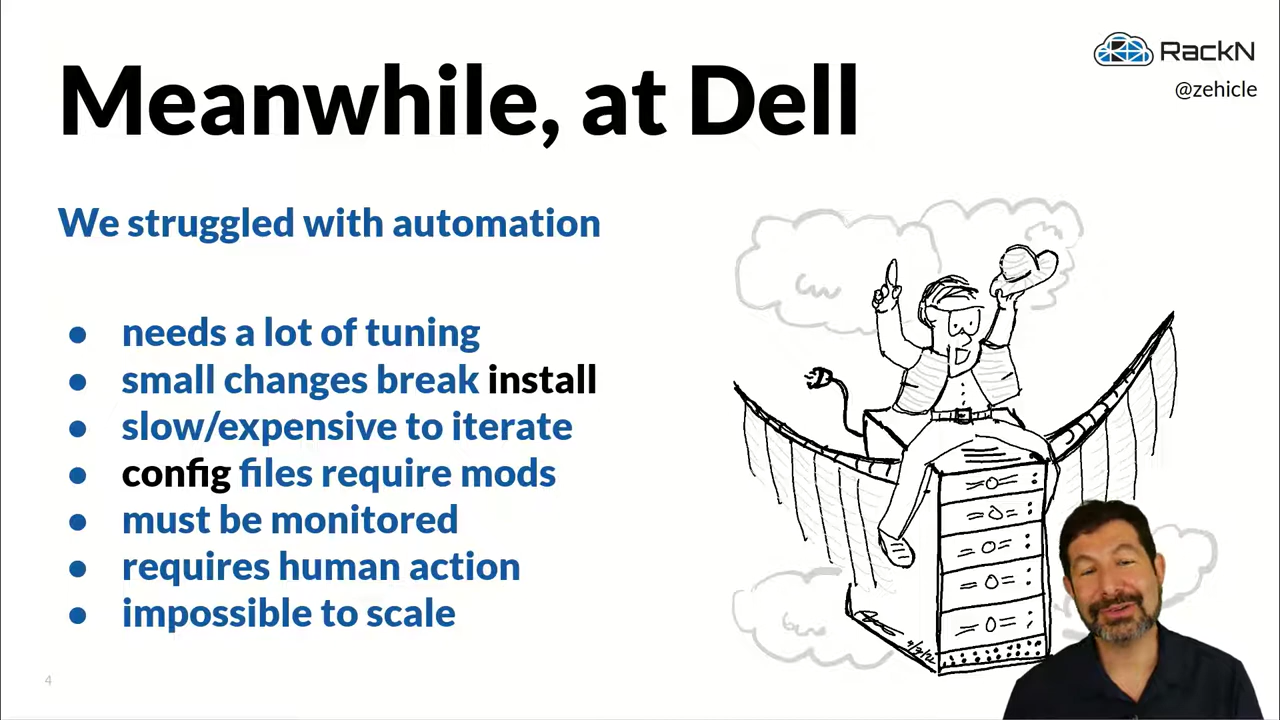 RackN
@zehicle
Meanwhile, at Dell
We struggled with automation
● needs a lot of tuning
● small changes break install
● slow/expensive to iterate
● config files require mods
● must be monitored
● requires human action
● impossible to scale
4